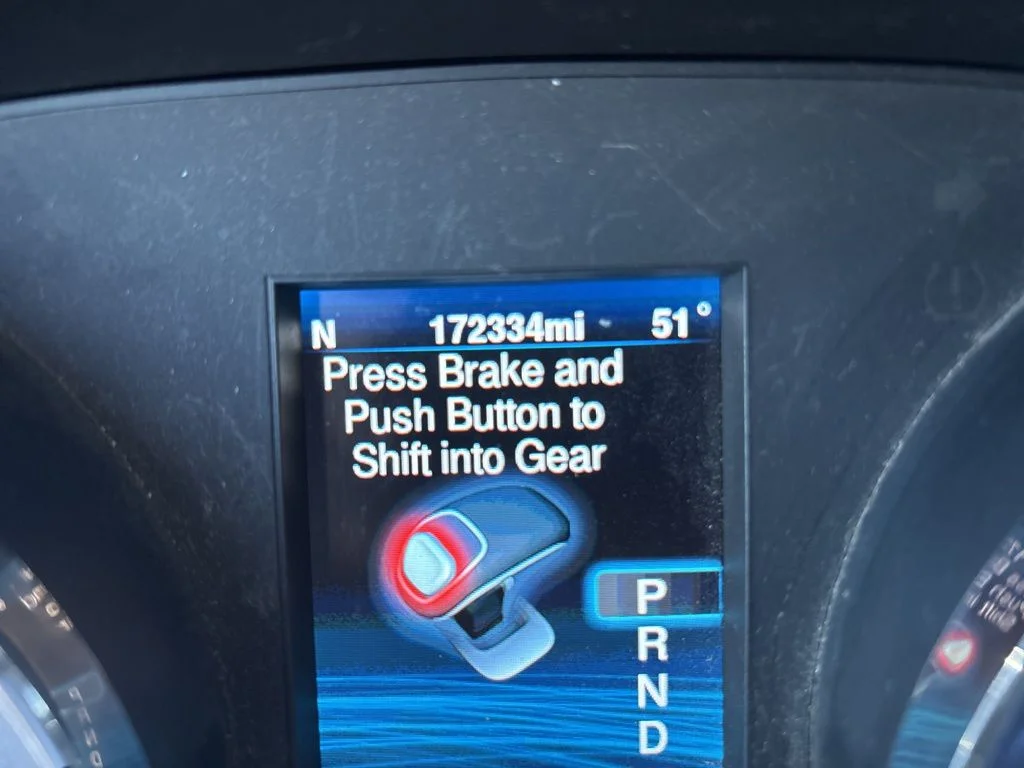 N 172334mi 51°
Press Brake and
Push Button to
Shift into Gear
P
R
N
D